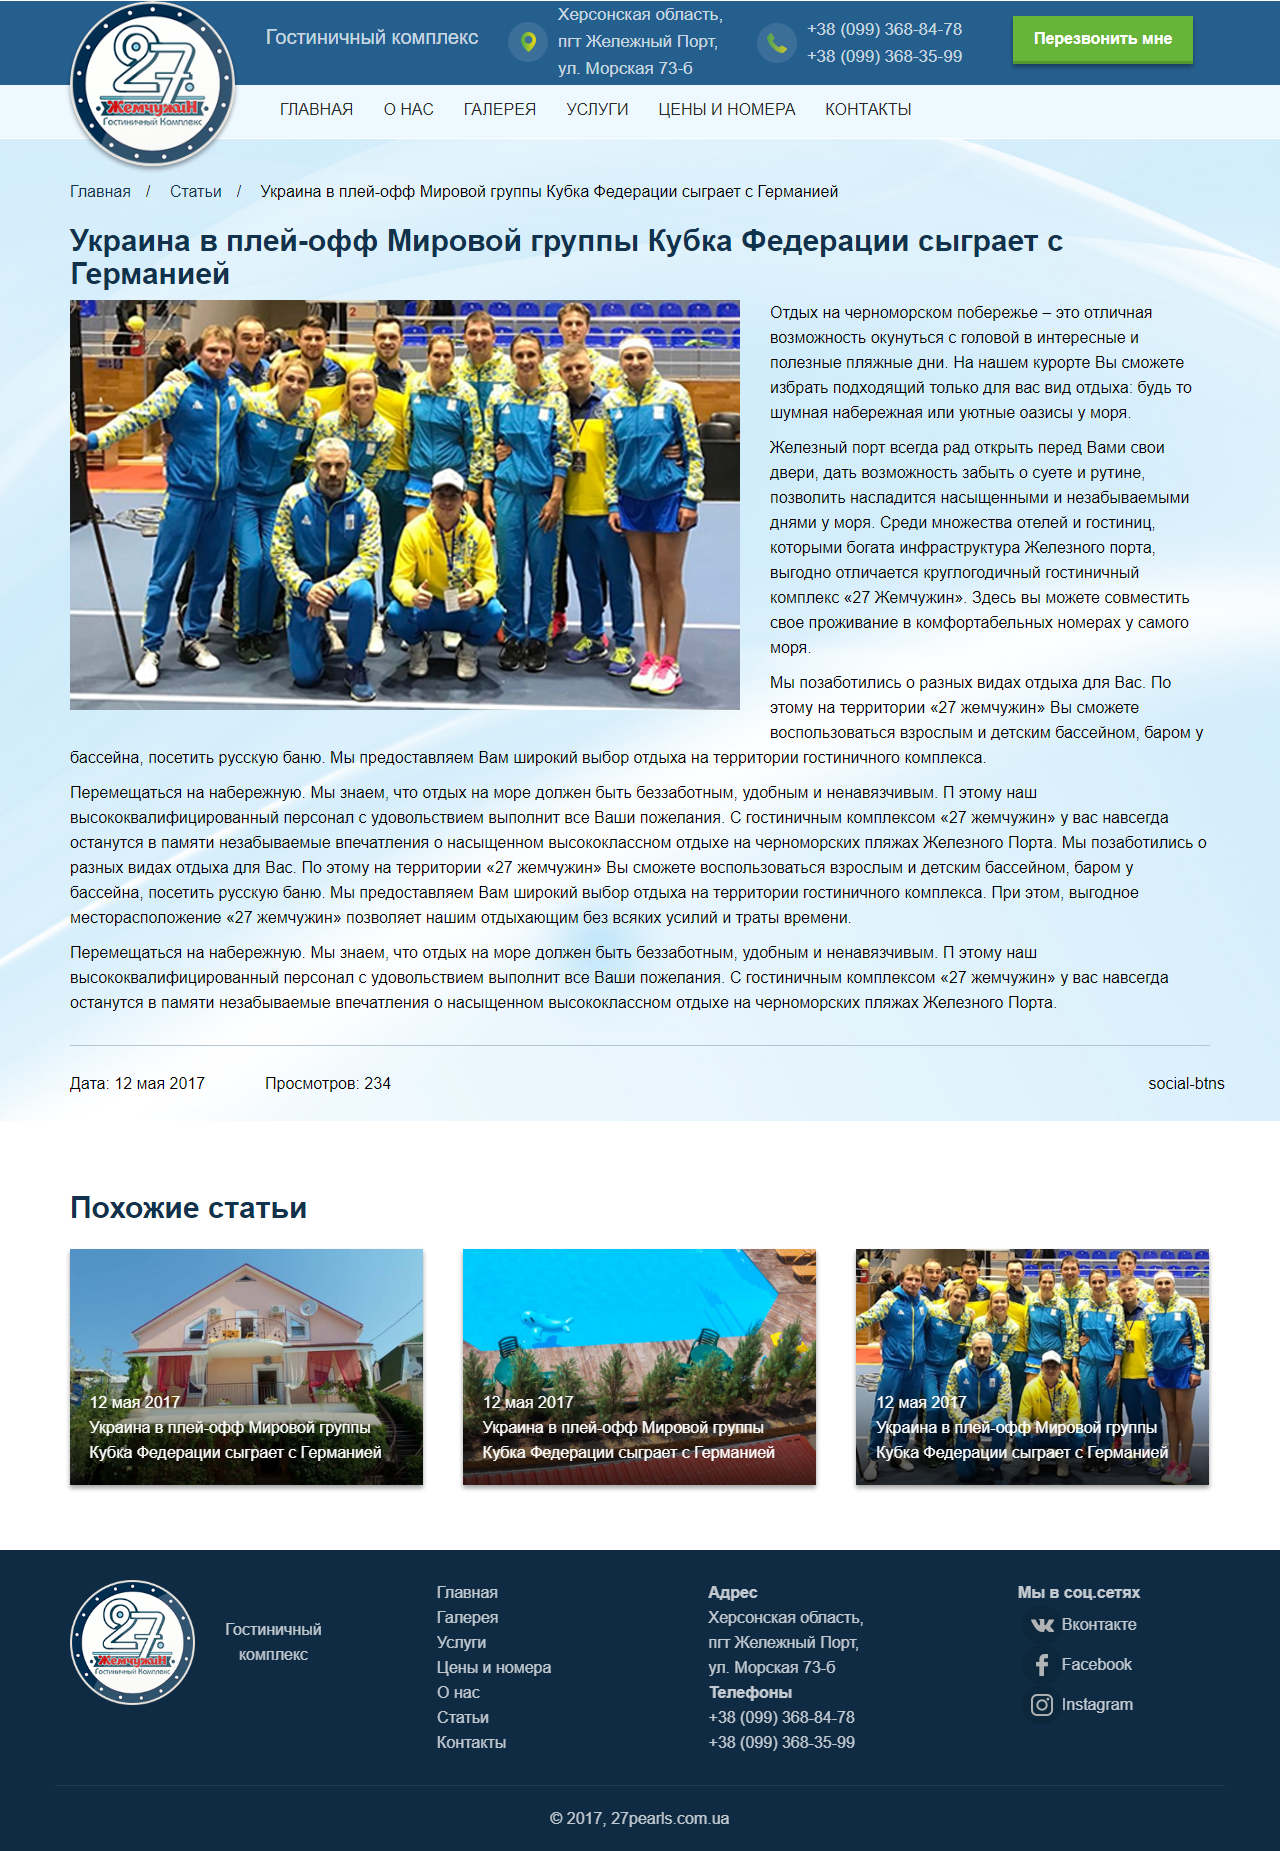 27
ЖемчужиН
Гостиничный Комплекс
Гостиничный комплекс
Херсонская область,
пгт Жележный Порт,
ул. Морская 73-б
+38 (099) 368-84-78
+38 (099) 368-35-99
Перезвонить мне
ГЛАВНАЯ О НАС ГАЛЕРЕЯ УСЛУГИ ЦЕНЫ И НОМЕРА КОНТАКТЫ
Главная / Статьи / Украина в плей-офф Мировой группы Кубка Федерации сыграет с Германией
Украина в плей-офф Мировой группы Кубка Федерации сыграет с
Германией
Отдых на черноморском побережье – это отличная
возможность окунуться с головой в интересные и
полезные пляжные дни. На нашем курорте Вы сможете
избрать подходящий только для вас вид отдыха: будь то
шумная набережная или уютные оазисы у моря.
Железный порт всегда рад открыть перед Вами свои
двери, дать возможность забыть о суете и рутине,
позволить насладится насыщенными и незабываемыми
днями у моря. Среди множества отелей и гостиниц,
которыми богата инфраструктура Железного порта,
выгодно отличается круглогодичный гостиничный
комплекс «27 Жемчужин». Здесь вы можете совместить
свое проживание в комфортабельных номерах у самого
моря.
Мы позаботились о разных видах отдыха для Вас. По
этому на территории «27 жемчужин» Вы сможете
воспользоваться взрослым и детским бассейном, баром у
бассейна, посетить русскую баню. Мы предоставляем Вам широкий выбор отдыха на территории гостиничного комплекса.
Перемещаться на набережную. Мы знаем, что отдых на море должен быть беззаботным, удобным и ненавязчивым. П этому наш
высококвалифицированный персонал с удовольствием выполнит все Ваши пожелания. С гостиничным комплексом «27 жемчужин» у вас навсегда
останутся в памяти незабываемые впечатления о насыщенном высококлассном отдыхе на черноморских пляжах Железного Порта. Мы позаботились о
разных видах отдыха для Вас. По этому на территории «27 жемчужин» Вы сможете воспользоваться взрослым и детским бассейном, баром у
бассейна, посетить русскую баню. Мы предоставляем Вам широкий выбор отдыха на территории гостиничного комплекса. При этом, выгодное
месторасположение «27 жемчужин» позволяет нашим отдыхающим без всяких усилий и траты времени.
Перемещаться на набережную. Мы знаем, что отдых на море должен быть беззаботным, удобным и ненавязчивым. П этому наш
высококвалифицированный персонал с удовольствием выполнит все Ваши пожелания. С гостиничным комплексом «27 жемчужин» у вас навсегда
останутся в памяти незабываемые впечатления о насыщенном высококлассном отдыхе на черноморских пляжах Железного Порта.
Дата: 12 мая 2017 Просмотров: 234 social-btns
Похожие статьи
12 мая 2017
Украина в плей-офф Мировой группы
Кубка Федерации сыграет с Германией
12 мая 2017
Украина в плей-офф Мировой группы
Кубка Федерации сыграет с Германией
12 мая 2017
Украина в плей-офф Мировой группы
Кубка Федерации сыграет с Германией
27
ЖемчужиН
Гостиничный Комплекс
Гостиничный
комплекс
Главная
Галерея
Услуги
Цены и номера
О нас
Статьи
Контакты
Адрес
Херсонская область,
пгт Жележный Порт,
ул. Морская 73-б
Телефоны
+38 (099) 368-84-78
+38 (099) 368-35-99
Мы в соц.сетях
Вконтакте
Facebook
Instagram
© 2017, 27pearls.com.ua